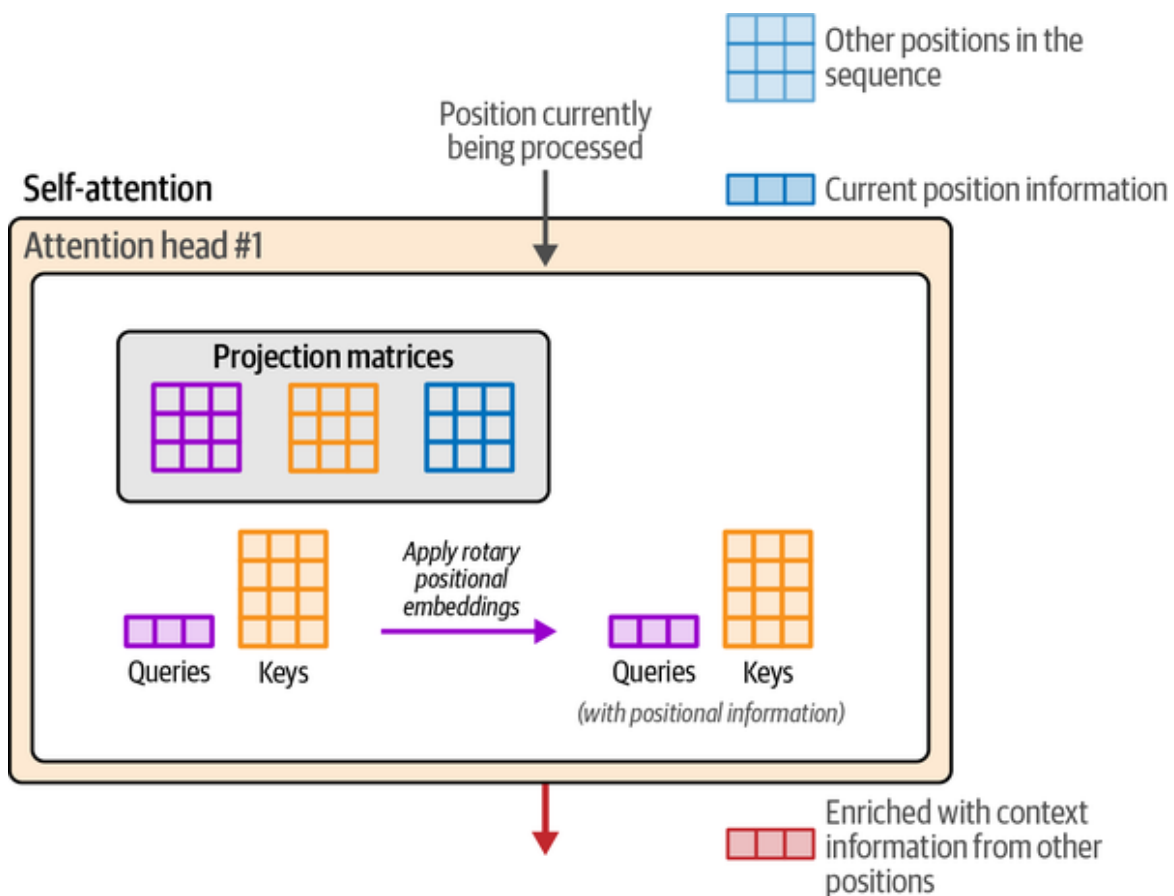 Other positions in the
sequence
Position currently
being processed
Self-attention
Current position information
Attention head #1
Projection matrices
Apply rotary
positional
embeddings
Queries
Keys
Queries
Keys
(with positional information)
Enriched with context
information from other
positions